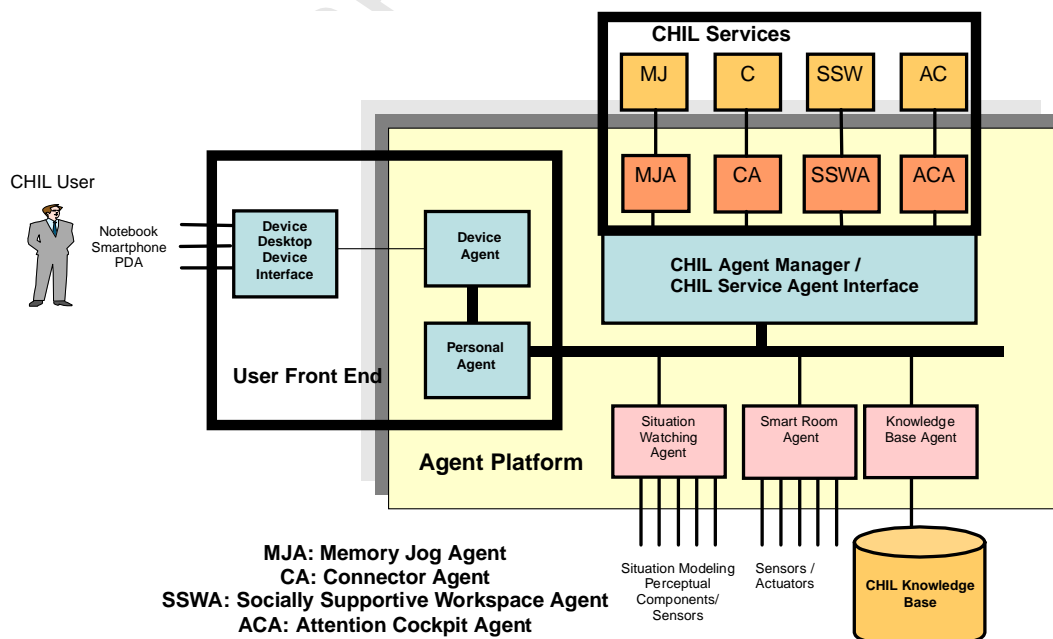 CHIL Services
MJ
C
SSW
AC
MJA
CA
SSWA
ACA
CHIL User
Notebook
Smartphone
PDA
Device
Desktop
Device
Interface
Device
Agent
CHIL Agent Manager /
CHIL Service Agent Interface
Personal
Agent
User Front End
Situation
Watching
Agent
Smart Room
Agent
Knowledge
Base Agent
Agent Platform
MJA: Memory Jog Agent
CA: Connector Agent
SSWA: Socially Supportive Workspace Agent
ACA: Attention Cockpit Agent
Situation Modeling
Perceptual
Components/
Sensors
Sensors /
Actuators
CHIL Knowledge
Base